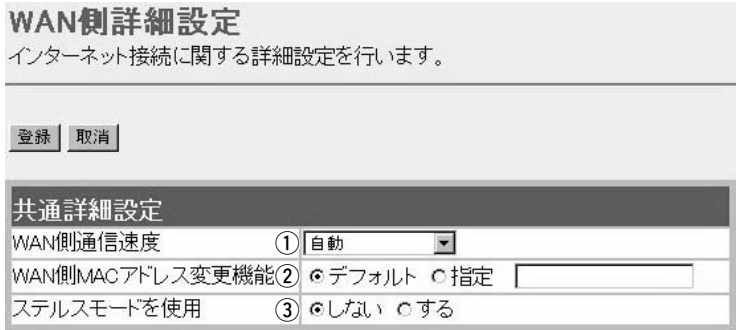 WAN側詳細設定
インターネット接続に関する詳細設定を行います。
登録 取消
共通詳細設定
WAN側通信速度 ① 自動
WAN側MACアドレス変更機能 ② デフォルト 指定
ステルスモードを使用 ③ しない する